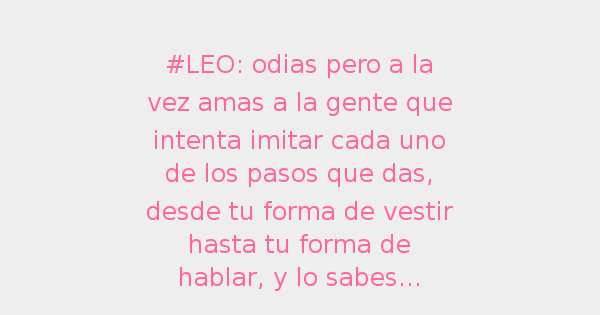 #LEO: odias pero a la
vez amas a la gente que
intenta imitar cada uno
de los pasos que das,
desde tu forma de vestir
hasta tu forma de
hablar, y lo sabes...